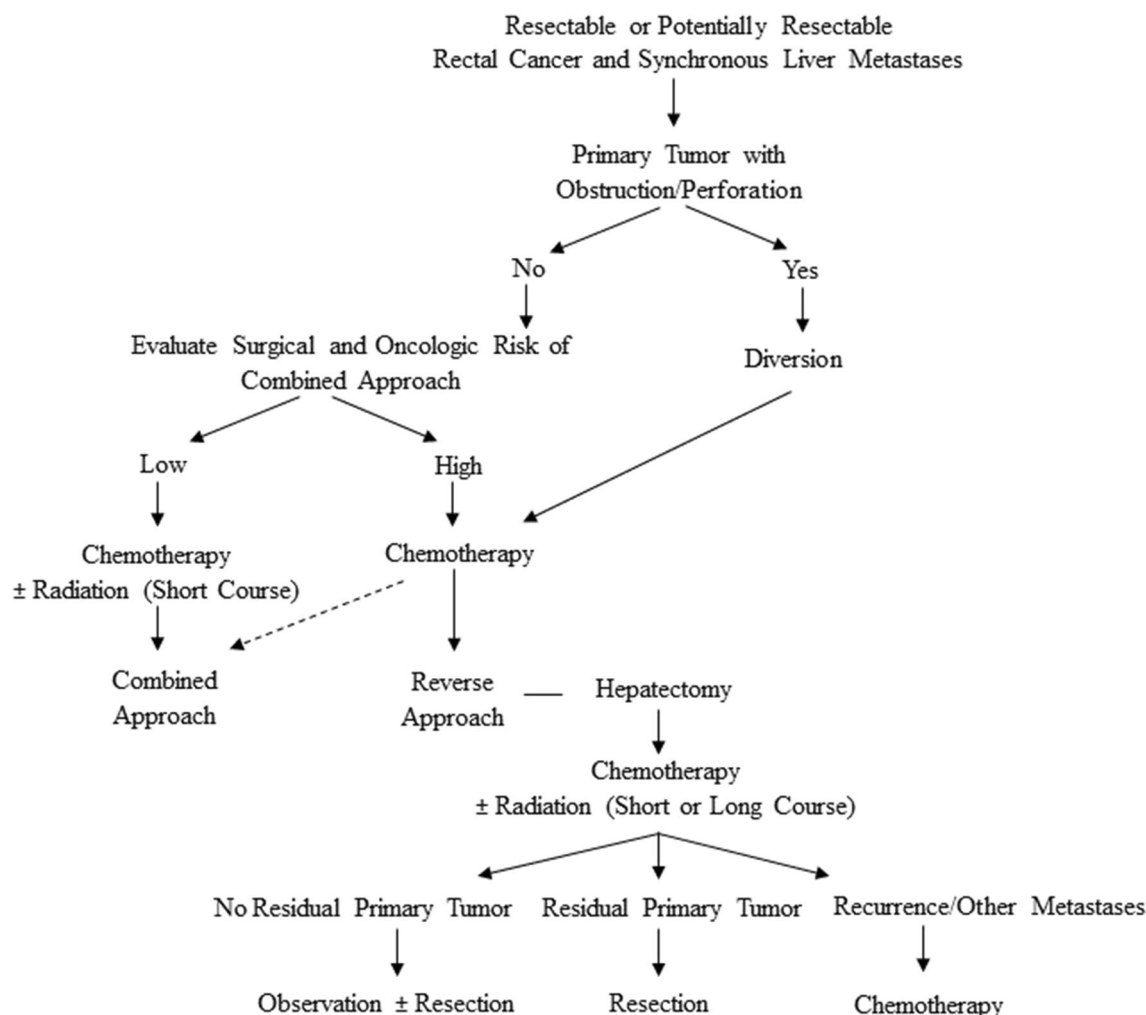 Resectable or Potentially Resectable
Rectal Cancer and Synchronous Liver Metastases
Primary Tumor with
Obstruction/Perforation
No
Yes
Evaluate Surgical and Oncologic Risk of
Combined Approach
Diversion
Low
High
Chemotherapy
± Radiation (Short Course)
Chemotherapy
Combined
Approach
Reverse
Approach
Hepatectomy
Chemotherapy
± Radiation (Short or Long Course)
No Residual Primary Tumor
Residual Primary Tumor
Recurrence/Other Metastases
Observation ± Resection
Resection
Chemotherapy